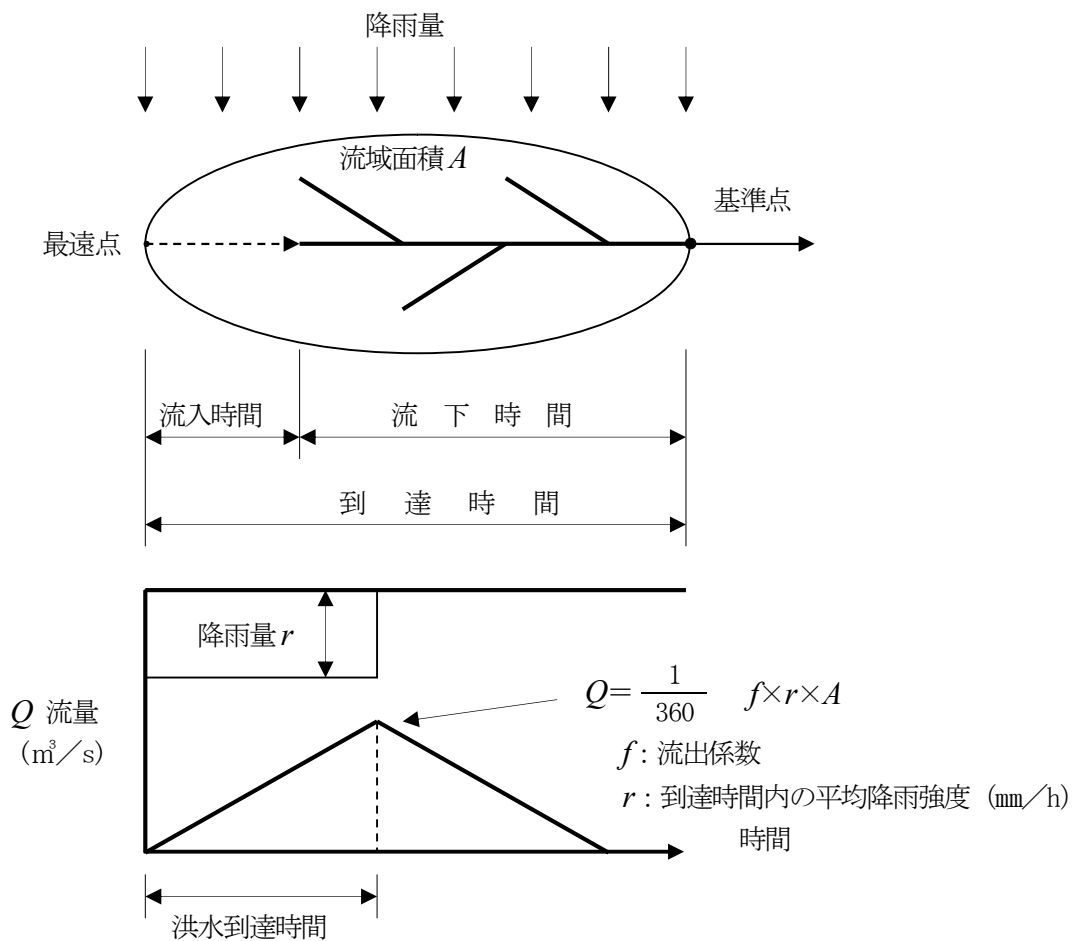 降雨量
流域面積 A
基準点
最遠点
流入時間
流 下 時 間
到 達 時 間
降雨量 r
Q 流量
(㎥/s)
Q= 1/360 f×r×A
f:流出係数
r:到達時間内の平均降雨強度 (㎜/h)
時間
洪水到達時間